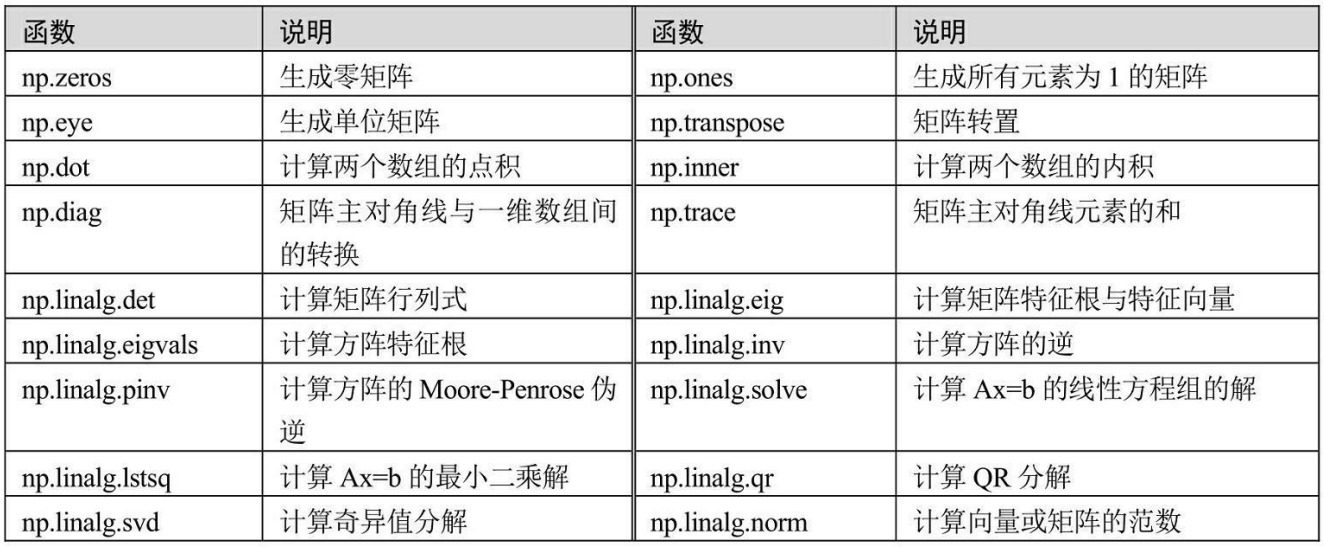 函数 说明 函数 说明
np.zeros 生成零矩阵 np.ones 生成所有元素为 1 的矩阵
np.eye 生成单位矩阵 np.transpose 矩阵转置
np.dot 计算两个数组的点积 np.inner 计算两个数组的内积
np.diag 矩阵主对角线与一维数组间 np.trace 矩阵主对角线元素的和
的转换
np.linalg.det 计算矩阵行列式 np.linalg.eig 计算矩阵特征根与特征向量
np.linalg.eigvals 计算方阵特征根 np.linalg.inv 计算方阵的逆
np.linalg.pinv 计算方阵的 Moore-Penrose 伪 np.linalg.solve 计算 Ax=b 的线性方程组的解
逆
np.linalg.lstsq 计算 Ax=b 的最小二乘解 np.linalg.qr 计算 QR 分解
np.linalg.svd 计算奇异值分解 np.linalg.norm 计算向量或矩阵的范数